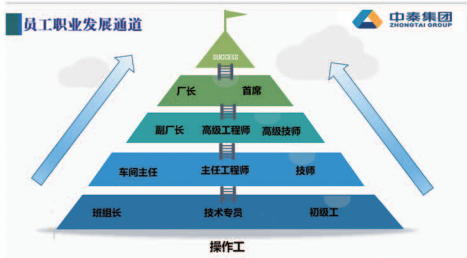 员工职业发展通道
中泰集团
ZHONGTAI GROUP
SUCCESS
厂长 首席
副厂长 高级工程师 高级技师
车间主任 主任工程师 技师
班组长 技术专员 初级工
操作工